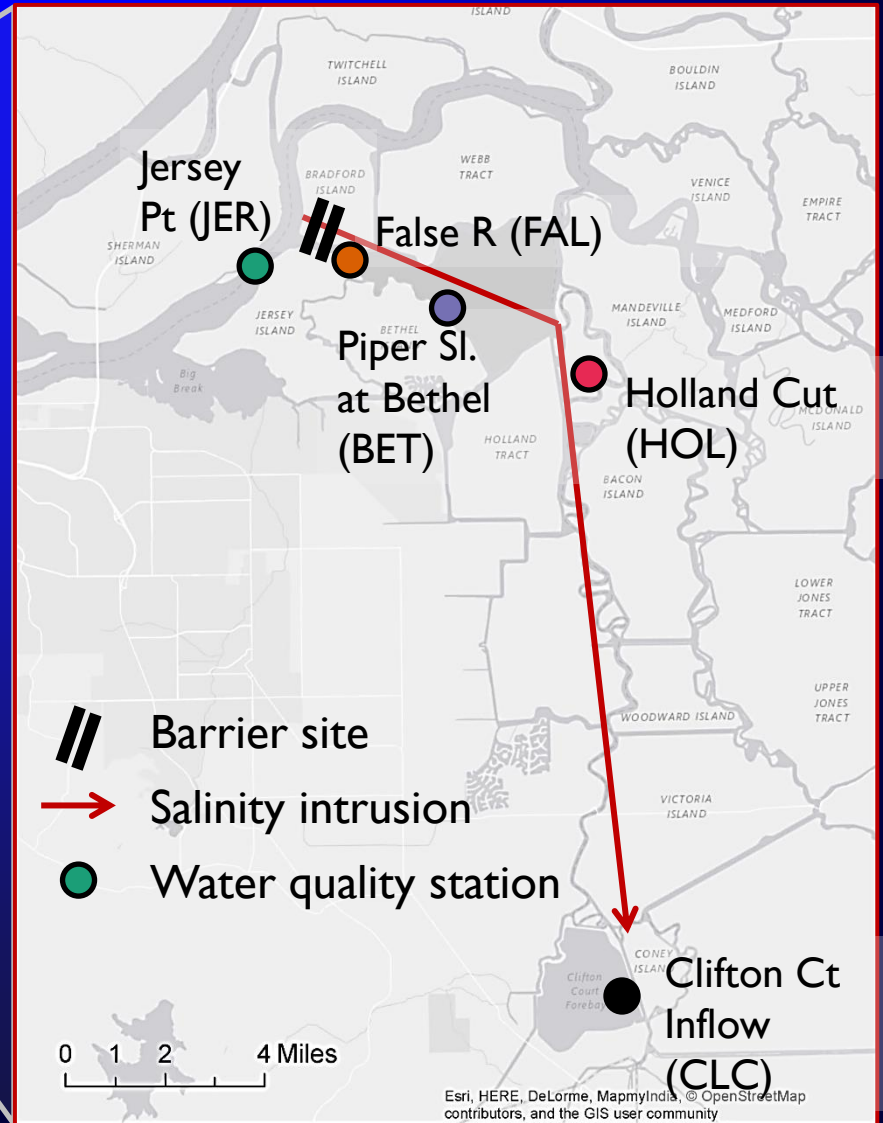 ISLAND
TWITCHELL
ISLAND
BOULDIN
ISLAND
Jersey
Pt (JER)
BRADFORD
ISLAND
WEBB
TRACT
VENICE
ISLAND
EMPIRE
TRACT
SHERMAN
ISLAND
False R (FAL)
JERSEY
ISLAND
BETHEL
MANDEVILLE
ISLAND
MEDFORD
ISLAND
Piper Sl.
at Bethel
(BET)
Big
Break
Holland Cut
(HOL)
MCDONALD
ISLAND
HOLLAND
TRACT
BACON
ISLAND
LOWER
JONES
TRACT
UPPER
JONES
TRACT
WOODWARD ISLAND
Barrier site
Salinity intrusion
Water quality station
VICTORIA
ISLAND
CONEY
ISLAND
Clifton
Court
Forebay
Clifton Ct
Inflow
(CLC)
0 1 2 4 Miles
Esri, HERE, DeLorme, MapmyIndia, © OpenStreetMap
contributors, and the GIS user community